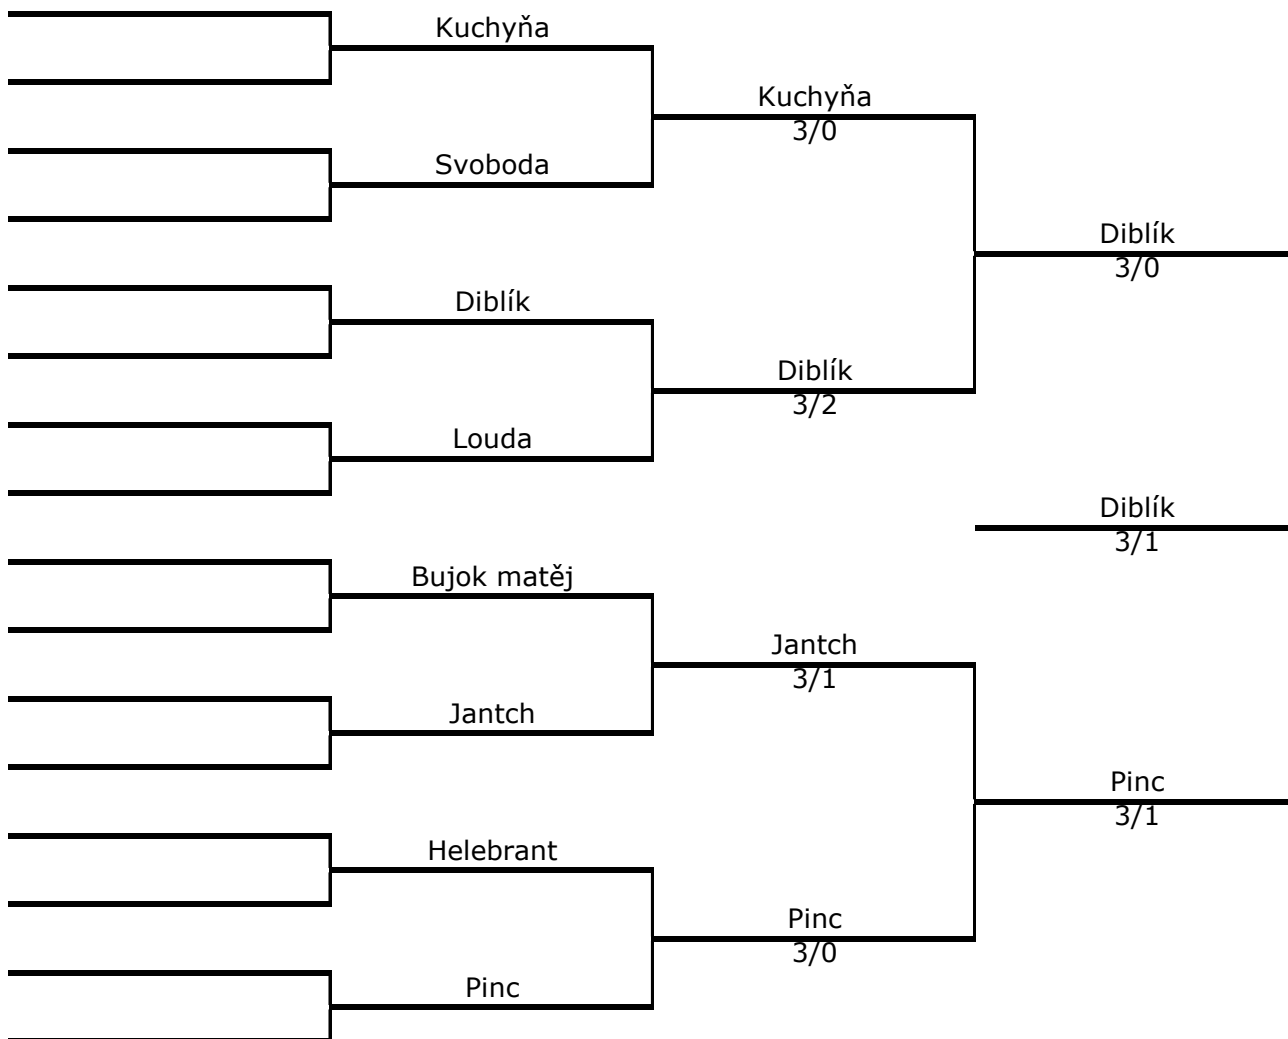 Kuchyňa
Kuchyňa
3/0
Svoboda
Diblík
3/0
Diblík
Diblík
3/2
Louda
Diblík
3/1
Bujok matěj
Jantch
3/1
Jantch
Pinc
3/1
Helebrant
Pinc
3/0
Pinc